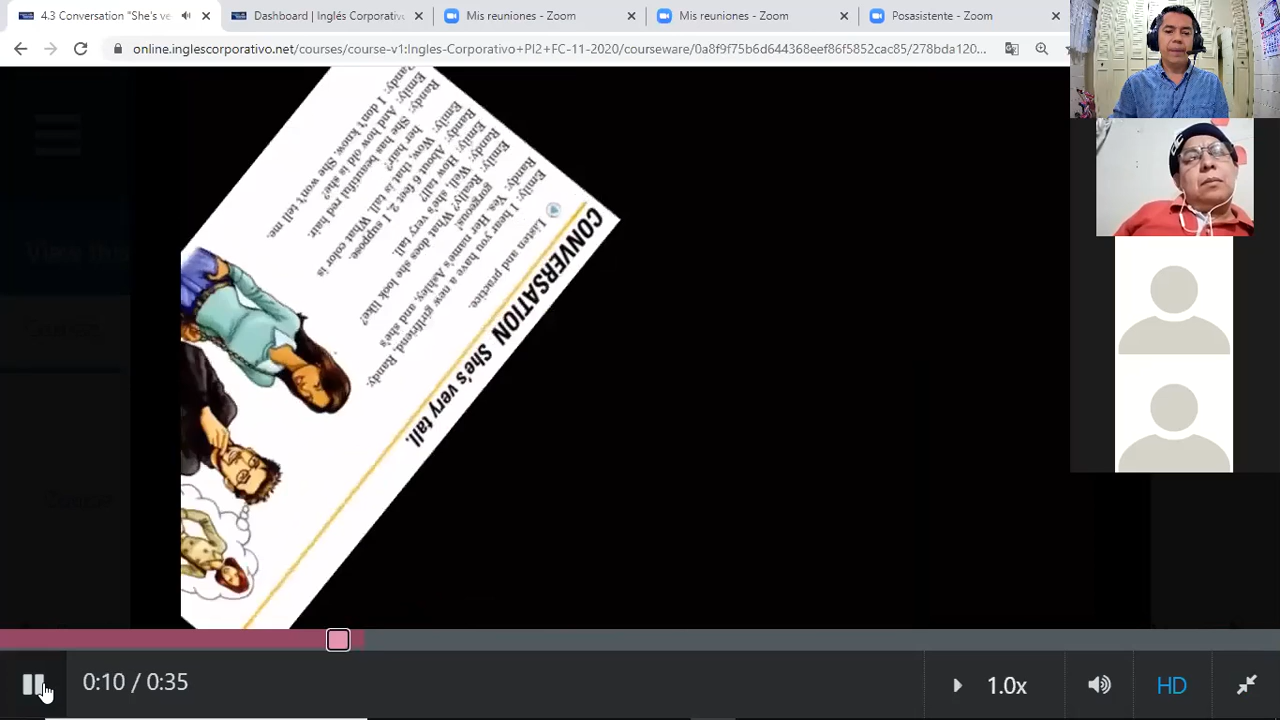 4.3 Conversation "She's ve
Dashboard | Inglés Corporativo
Mis reuniones - Zoom
Mis reuniones - Zoom
Posasistente - Zoom
online.inglescorporativo.net/courses/course-v1:Ingles-Corporativo+PI2+FC-11-2020/courseware/0a8f9f75b6d644368eef86f5852cac87/278bda120...
CONVERSATION She's very tall.
Listen and practice.
Emily: I hear you have a new girlfriend, Randy.
Randy: Yes. Her name's Ashley, and she's
gorgeous!
Emily: Really? What does she look like?
Randy: Well, she's very tall.
Emily: How tall?
Randy: About 6 feet 2, I suppose.
Emily: Wow, that is tall. What color is
her hair?
Randy: She has beautiful red hair.
Emily: And how old is she?
Randy: I don't know. She won't tell me.
0:10 / 0:35
1.0x
HD